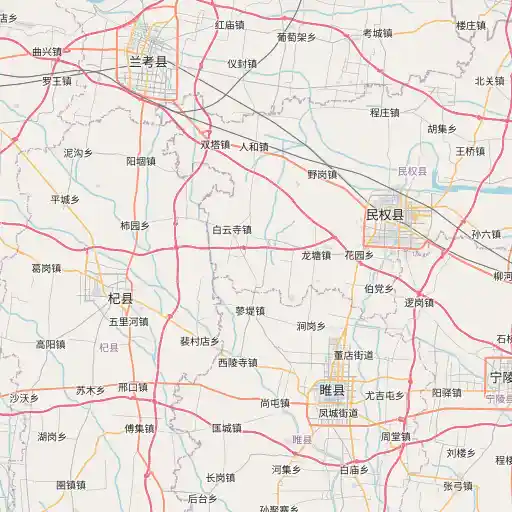 店镇
红庙镇
考城镇
楼庄镇
曲兴镇
葡萄架乡
兰考县
仪封镇
罗王镇
北关镇
程庄镇
胡集乡
双塔镇
人和镇
王桥镇
泥沟乡
阳堌镇
野岗镇
民权县
平城乡
民权县
柿园乡
白云寺镇
孙六镇
龙塘镇
花园乡
葛岗镇
柳河
伯党乡
杞县
逻岗镇
蓼堤镇
五里河镇
涧岗乡
石桥
高阳镇
杞县
裴村店乡
董店街道
西陵寺镇
宁陵
苏木乡
邢口镇
睢县
尤吉屯乡
阳驿镇
沙沃乡
宁陵县
尚屯镇
凤城街道
湖岗乡
傅集镇
匡城镇
周堂镇
睢县
刘楼乡
程楼
长岗镇
河集乡
白庙乡
圈镇镇
张弓镇
后台乡
孙聚寨乡